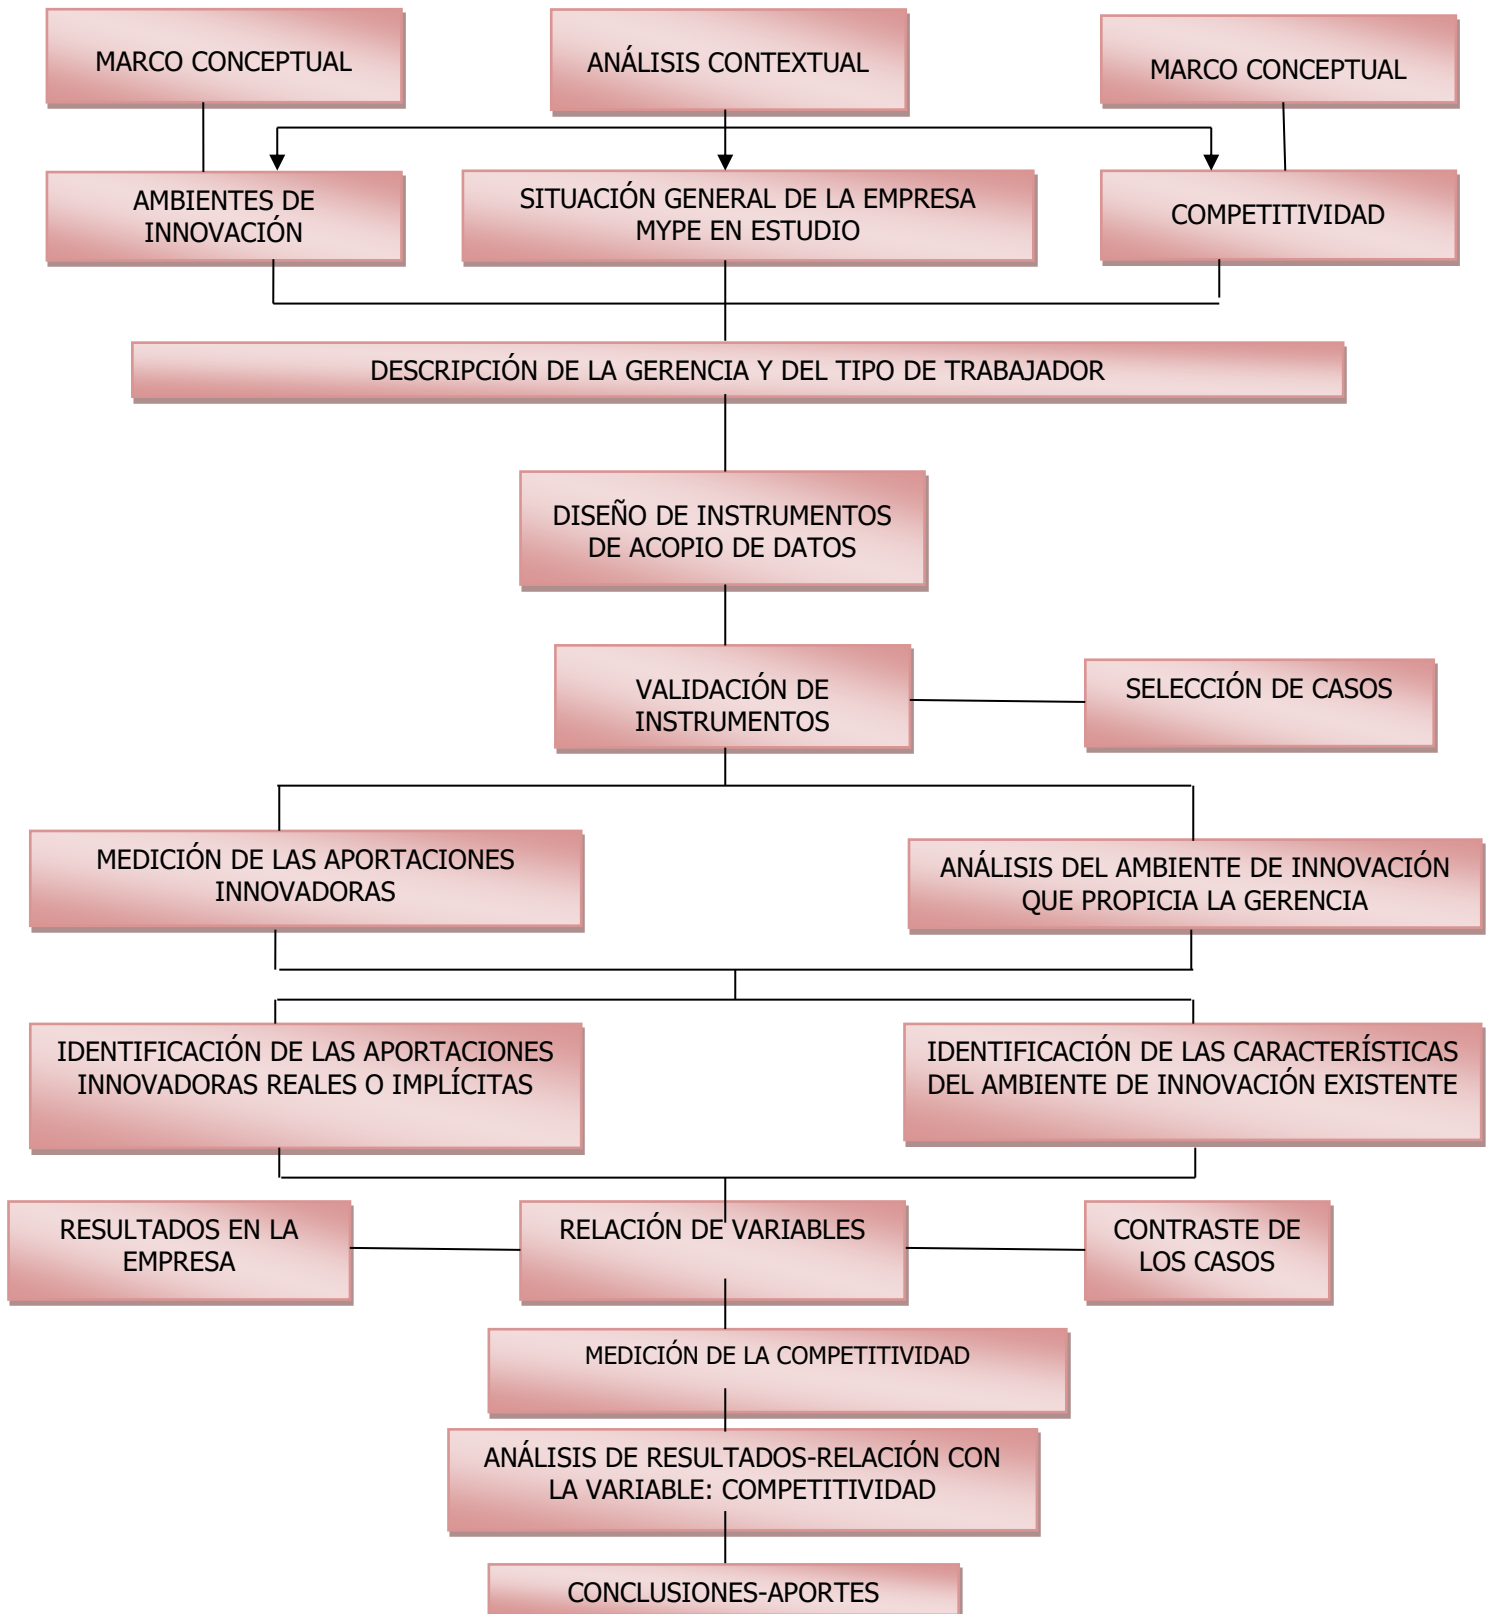 MARCO CONCEPTUAL
ANÁLISIS CONTEXTUAL
MARCO CONCEPTUAL
AMBIENTES DE
INNOVACIÓN
SITUACIÓN GENERAL DE LA EMPRESA
MYPE EN ESTUDIO
COMPETITIVIDAD
DESCRIPCIÓN DE LA GERENCIA Y DEL TIPO DE TRABAJADOR
DISEÑO DE INSTRUMENTOS
DE ACOPIO DE DATOS
VALIDACIÓN DE
INSTRUMENTOS
SELECCIÓN DE CASOS
MEDICIÓN DE LAS APORTACIONES
INNOVADORAS
ANÁLISIS DEL AMBIENTE DE INNOVACIÓN
QUE PROPICIA LA GERENCIA
IDENTIFICACIÓN DE LAS APORTACIONES
INNOVADORAS REALES O IMPLÍCITAS
IDENTIFICACIÓN DE LAS CARACTERÍSTICAS
DEL AMBIENTE DE INNOVACIÓN EXISTENTE
RESULTADOS EN LA
EMPRESA
RELACIÓN DE VARIABLES
CONTRASTE DE
LOS CASOS
MEDICIÓN DE LA COMPETITIVIDAD
ANÁLISIS DE RESULTADOS-RELACIÓN CON
LA VARIABLE: COMPETITIVIDAD
CONCLUSIONES-APORTES